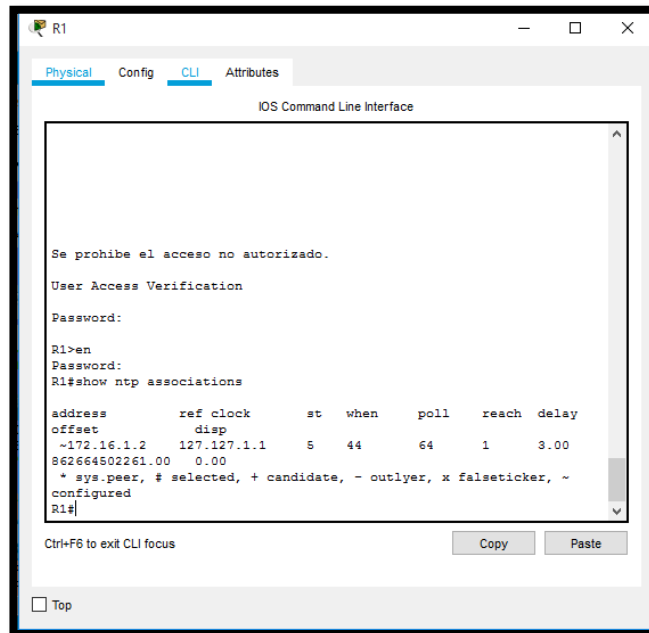 R1
Physical Config CLI Attributes
IOS Command Line Interface
Se prohibe el acceso no autorizado.
User Access Verification
Password:
R1>en
Password:
R1#show ntp associations
address ref clock st when poll reach delay
offset disp
~172.16.1.2 127.127.1.1 5 44 64 1 3.00
862664502261.00 0.00
* sys.peer, # selected, + candidate, - outlyer, x falseticker, ~
configured
R1#
Ctrl+F6 to exit CLI focus
Copy Paste
Top